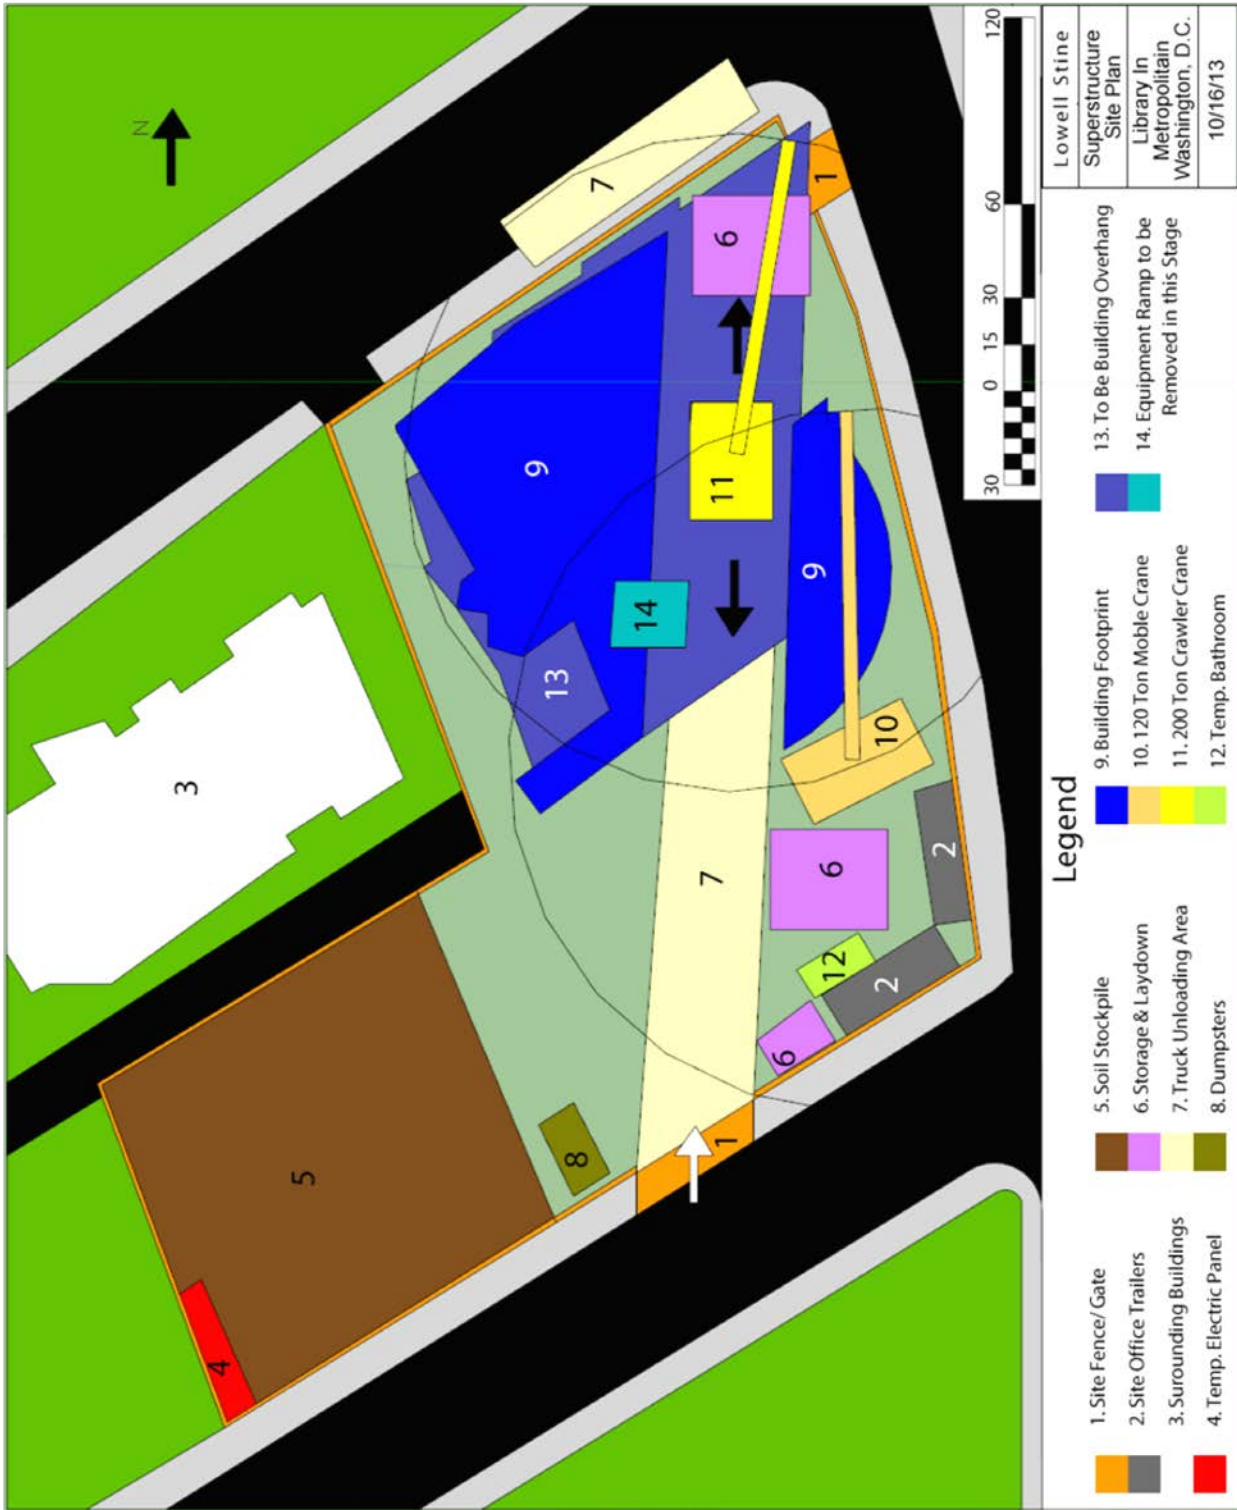 N
3
7
5
4
13
9
14
11
6
1
9
10
7
6
2
12
2
6
8
1
30
0
15
30
60
120
Legend
1. Site Fence/ Gate
2. Site Office Trailers
3. Surounding Buildings
4. Temp. Electric Panel
5. Soil Stockpile
6. Storage & Laydown
7. Truck Unloading Area
8. Dumpsters
9. Building Footprint
10. 120 Ton Moble Crane
11. 200 Ton Crawler Crane
12. Temp. Bathroom
13. To Be Building Overhang
14. Equipment Ramp to be
Removed in this Stage
Lowell Stine
Superstructure
Site Plan
Library In
Metropolitain
Washington, D.C.
10/16/13